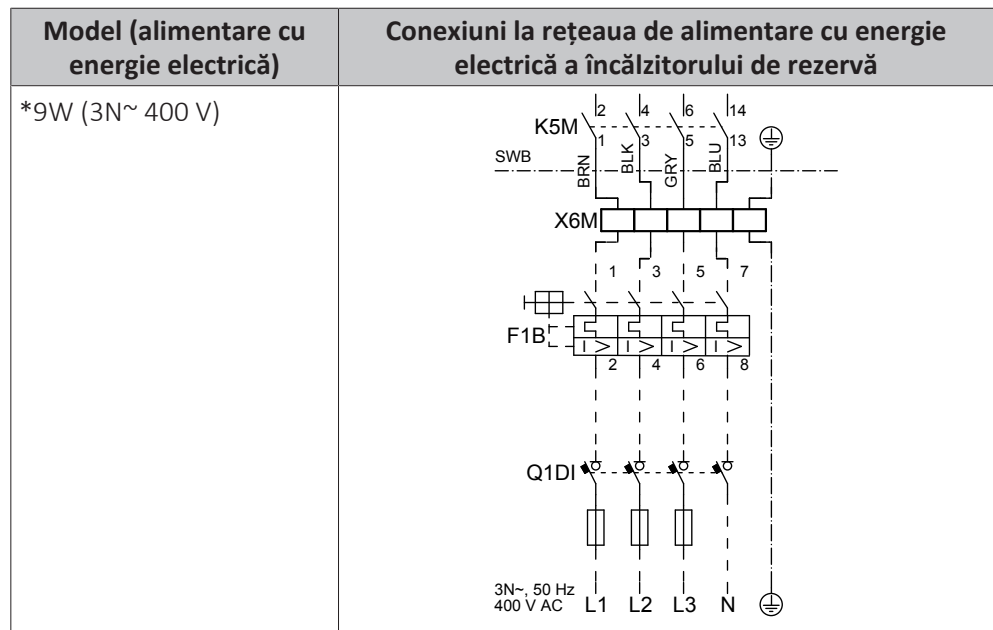 Model (alimentare cu
energie electrică)
Conexiuni la rețeaua de alimentare cu energie
electrică a încălzitorului de rezervă
*9W (3N~ 400 V)
2 4 6 14
K5M
1 3 5 13
SWB
BRN BLK GRY BLU
X6M
1 3 5 7
F1B
I > I > I > I >
2 4 6 8
Q1DI
3N~, 50 Hz
400 V AC
L1 L2 L3 N